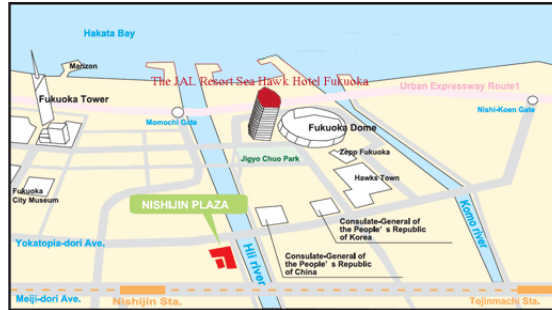 Hakata Bay
Marizon
The JAL Resort Sea Hawk Hotel Fukuoka
Urban Expressway Route1
Fukuoka Tower
Momochi Gate
Nishi-Koen Gate
Fukuoka Dome
Zepp Fukuoka
Jigyo Chuo Park
Hawks Town
Fukuoka
City Museum
NISHIJIN PLAZA
Consulate-General of
the People' s Republic
of Korea
Komo river
Yokatopia-dori Ave.
Hii river
Consulate-General of
the People' s Republic
of China
Meiji-dori Ave.
Nishijin Sta.
Tojinmachi Sta.